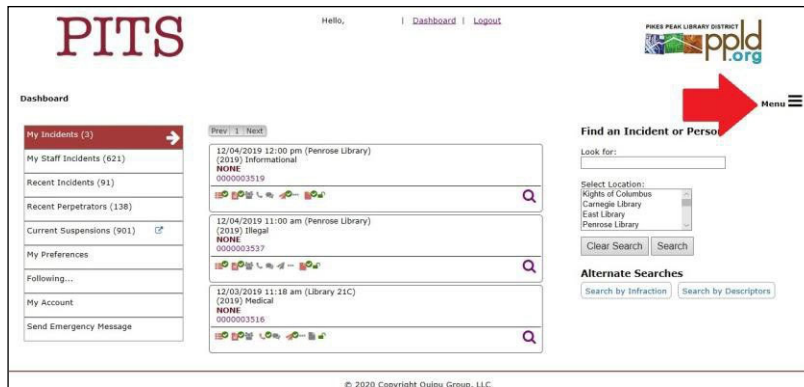 PITS
Hello, | Dashboard | Logout
PIKES PEAK LIBRARY DISTRICT
ppld
.org
Dashboard
Menu
My Incidents (3)
My Staff Incidents (621)
Recent Incidents (91)
Recent Perpetrators (138)
Current Suspensions (901)
My Preferences
Following...
My Account
Send Emergency Message
Prev 1 Next
12/04/2019 12:00 pm (Penrose Library)
(2019) Informational
NONE
0000003519
12/04/2019 11:00 am (Penrose Library)
(2019) Illegal
NONE
0000003537
12/03/2019 11:18 am (Library 21C)
(2019) Medical
NONE
0000003516
Find an Incident or Person
Look for:
Select Location:
Kights of Columbus
Carnegie Library
East Library
Penrose Library
Clear Search Search
Alternate Searches
Search by Infraction Search by Descriptors
© 2020 Copyright Quipu Group, LLC